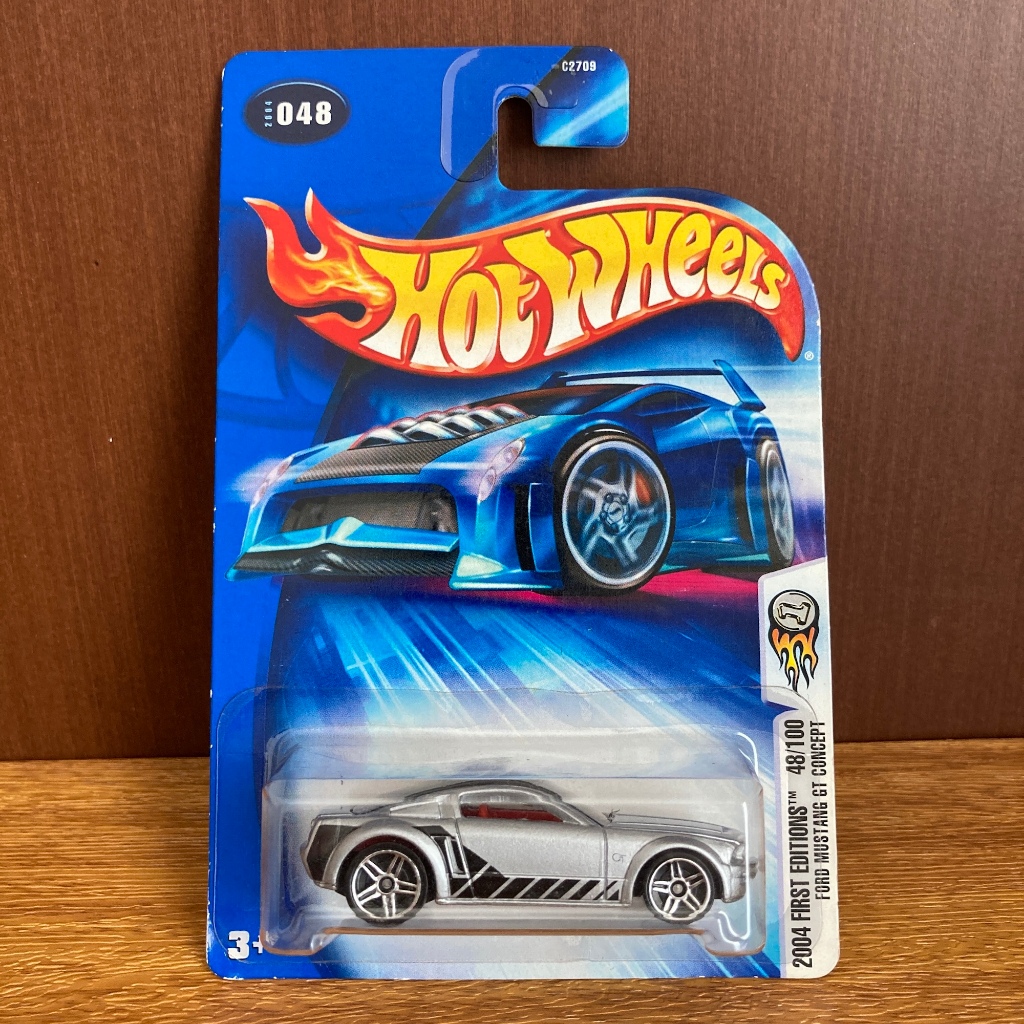 C2709
2004 048
HOT WHEELS®
2004 FIRST EDITIONS™ 48/100
FORD MUSTANG GT CONCEPT
GT
3+